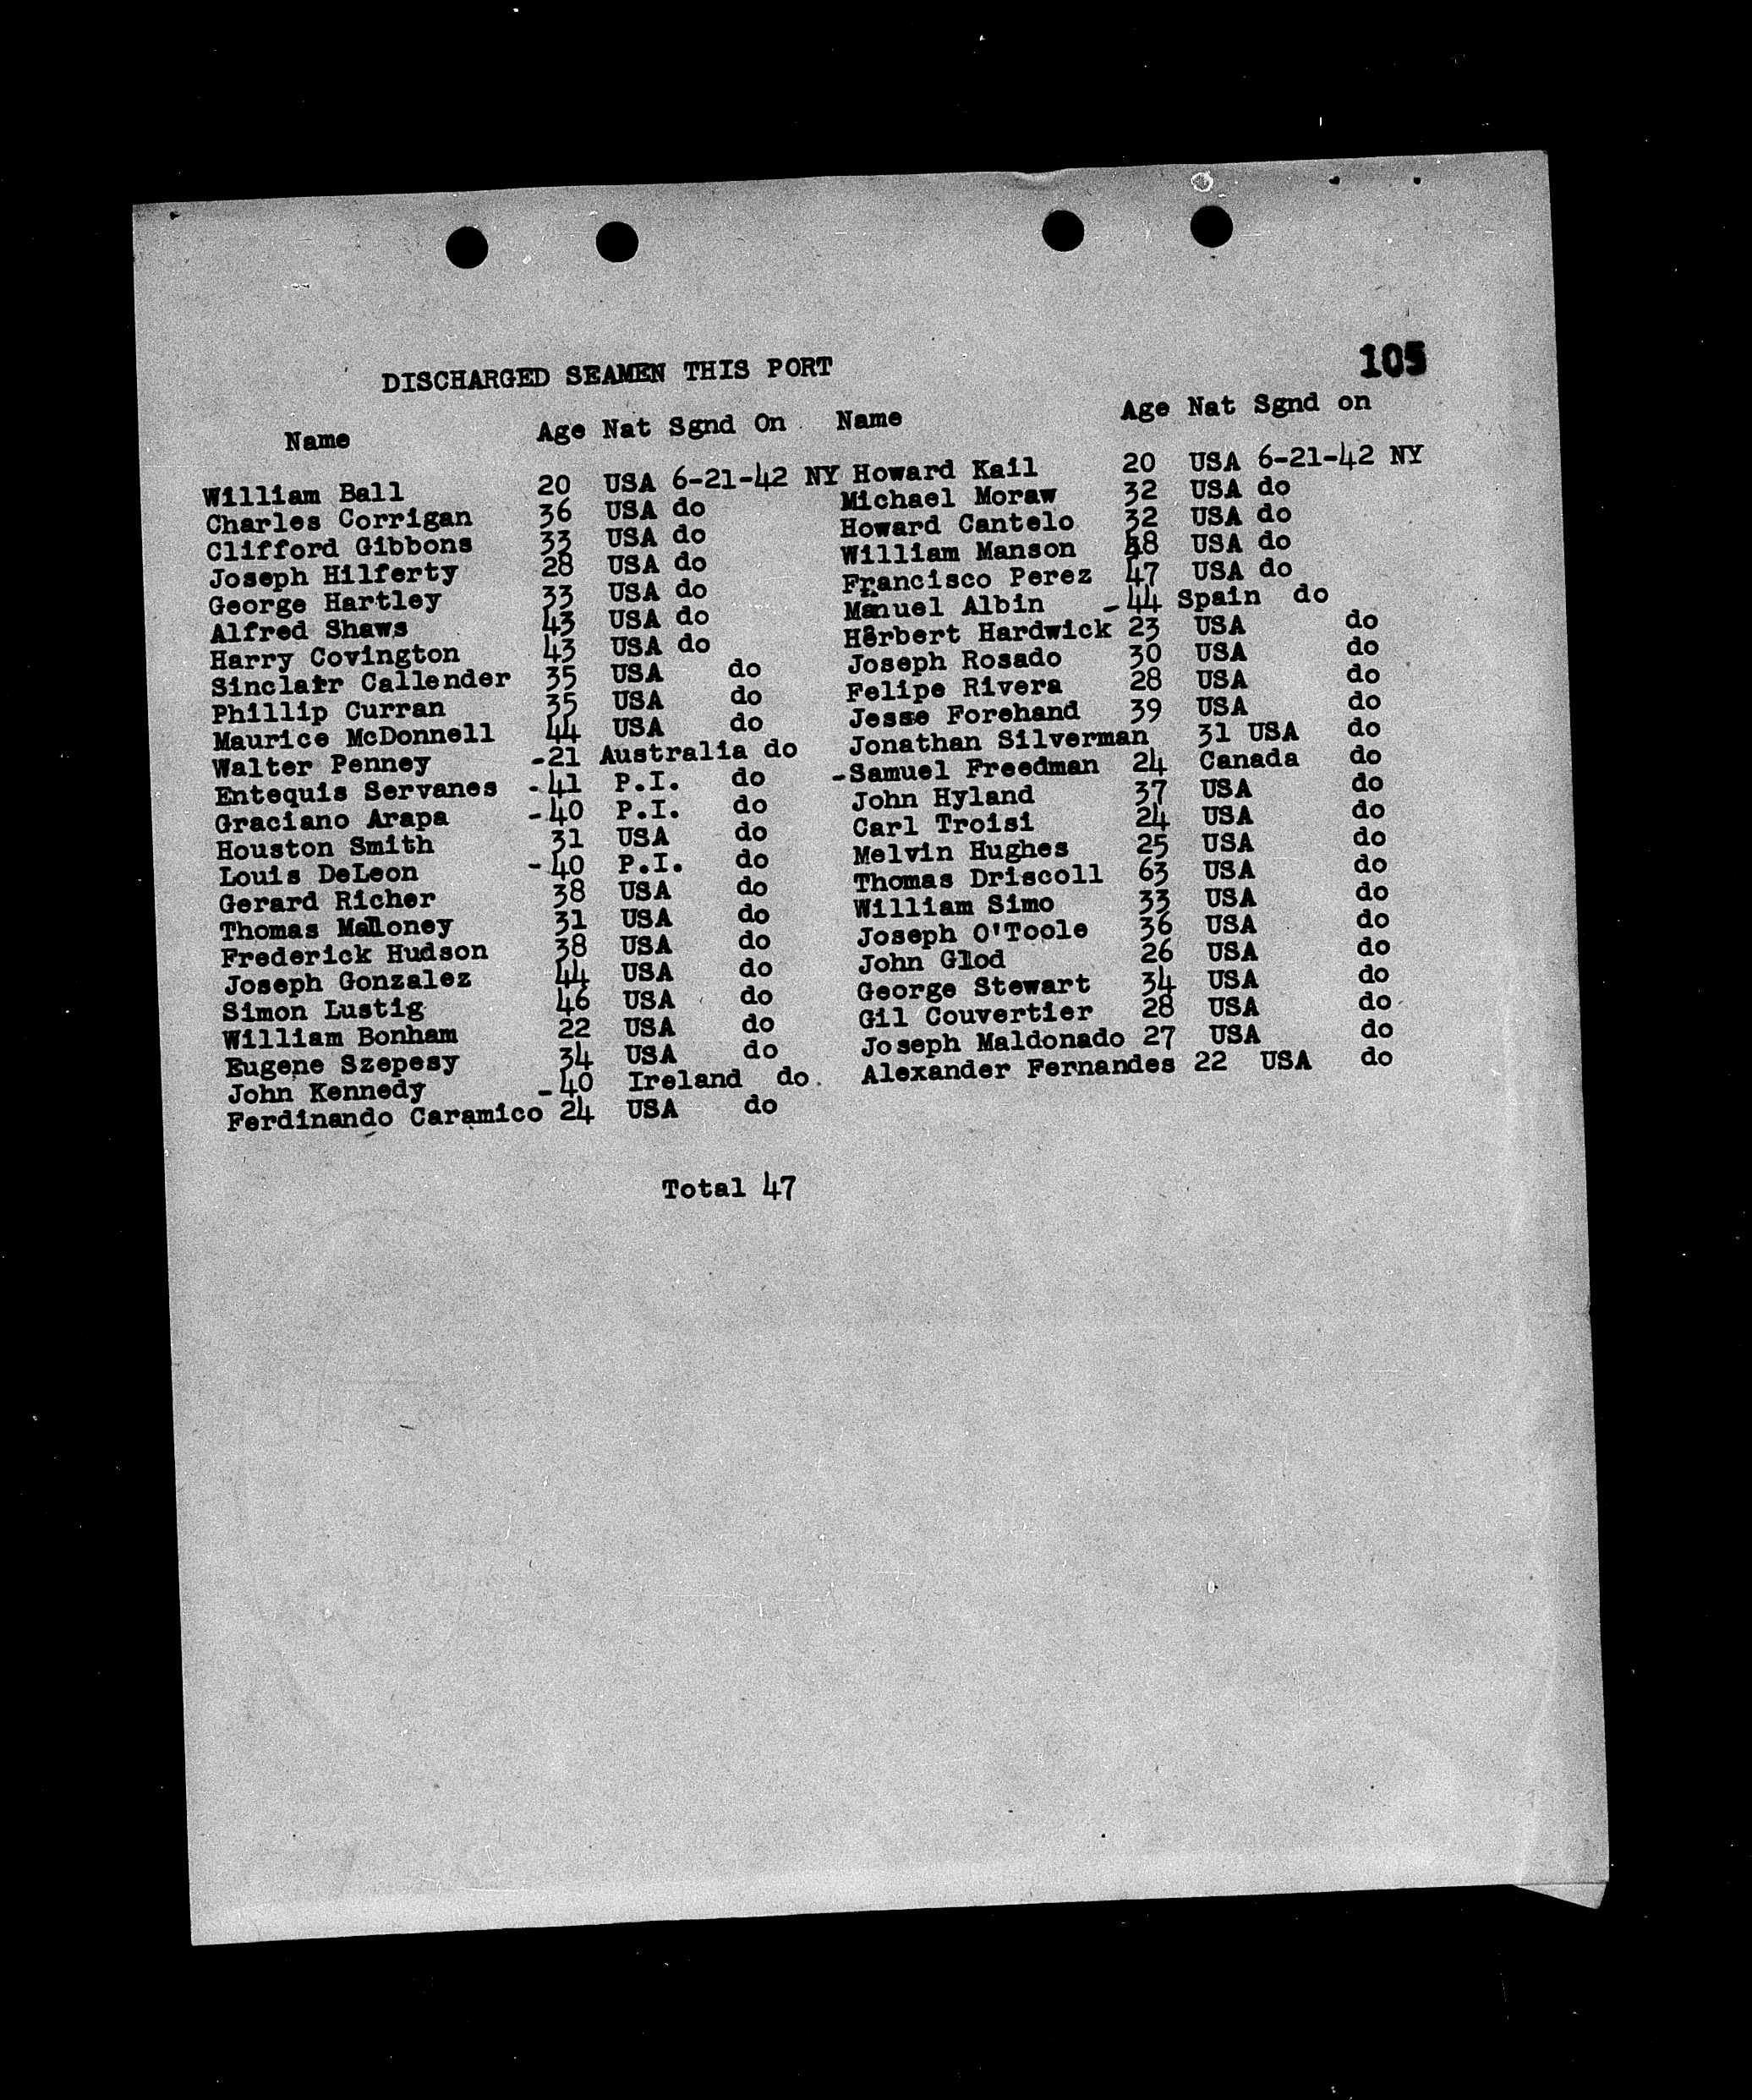 105
DISCHARGED SEAMEN THIS PORT
Name Age Nat Sgnd On Name Age Nat Sgnd on
William Ball 20 USA 6-21-42 NY Howard Kail 20 USA 6-21-42 NY
Charles Corrigan 36 USA do Michael Moraw 32 USA do
Clifford Gibbons 33 USA do Howard Cantelo 32 USA do
Joseph Hilferty 28 USA do William Manson 48 USA do
George Hartley 33 USA do Francisco Perez 47 USA do
Alfred Shaws 43 USA do Manuel Albin -44 Spain do
Harry Covington 43 USA do Herbert Hardwick 23 USA do
Sinclair Callender 35 USA do Joseph Rosado 30 USA do
Phillip Curran 35 USA do Felipe Rivera 28 USA do
Maurice McDonnell 44 USA do Jesse Forehand 39 USA do
Walter Penney -21 Australia do Jonathan Silverman 31 USA do
Entequis Servanes -41 P.I. do -Samuel Freedman 24 Canada do
Graciano Arapa -40 P.I. do John Hyland 37 USA do
Houston Smith 31 USA do Carl Troisi 24 USA do
Louis DeLeon -40 P.I. do Melvin Hughes 25 USA do
Gerard Richer 38 USA do Thomas Driscoll 63 USA do
Thomas Malloney 31 USA do William Simo 33 USA do
Frederick Hudson 38 USA do Joseph O'Toole 36 USA do
Joseph Gonzalez 44 USA do John Glod 26 USA do
Simon Lustig 46 USA do George Stewart 34 USA do
William Bonham 22 USA do Gil Couvertier 28 USA do
Eugene Szepesy 34 USA do Joseph Maldonado 27 USA do
John Kennedy -40 Ireland do. Alexander Fernandes 22 USA do
Ferdinando Caramico 24 USA do
Total 47